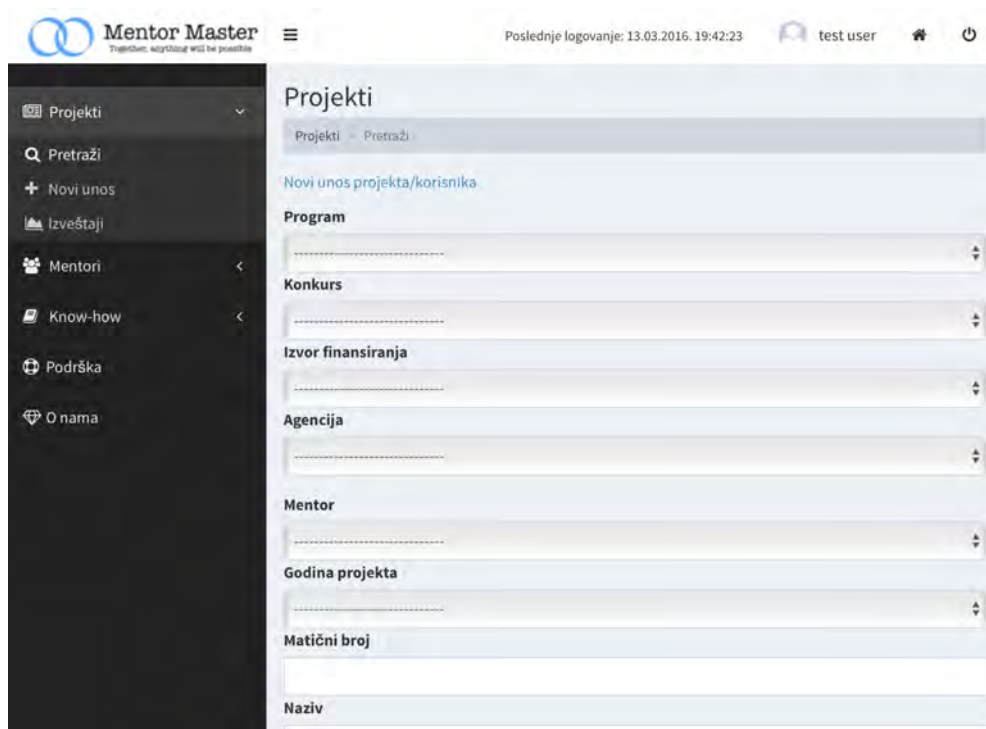 Mentor Master
Together, anything will be possible
Poslednje logovanje: 13.03.2016. 19:42:23
test user
Projekti
Pretraži
Novi unos
Izveštaji
Mentori
Know-how
Podrška
O nama
Projekti
Projekti - Pretraži
Novi unos projekta/korisnika
Program
------------------------------
Konkurs
------------------------------
Izvor finansiranja
------------------------------
Agencija
------------------------------
Mentor
------------------------------
Godina projekta
------------------------------
Matični broj
Naziv